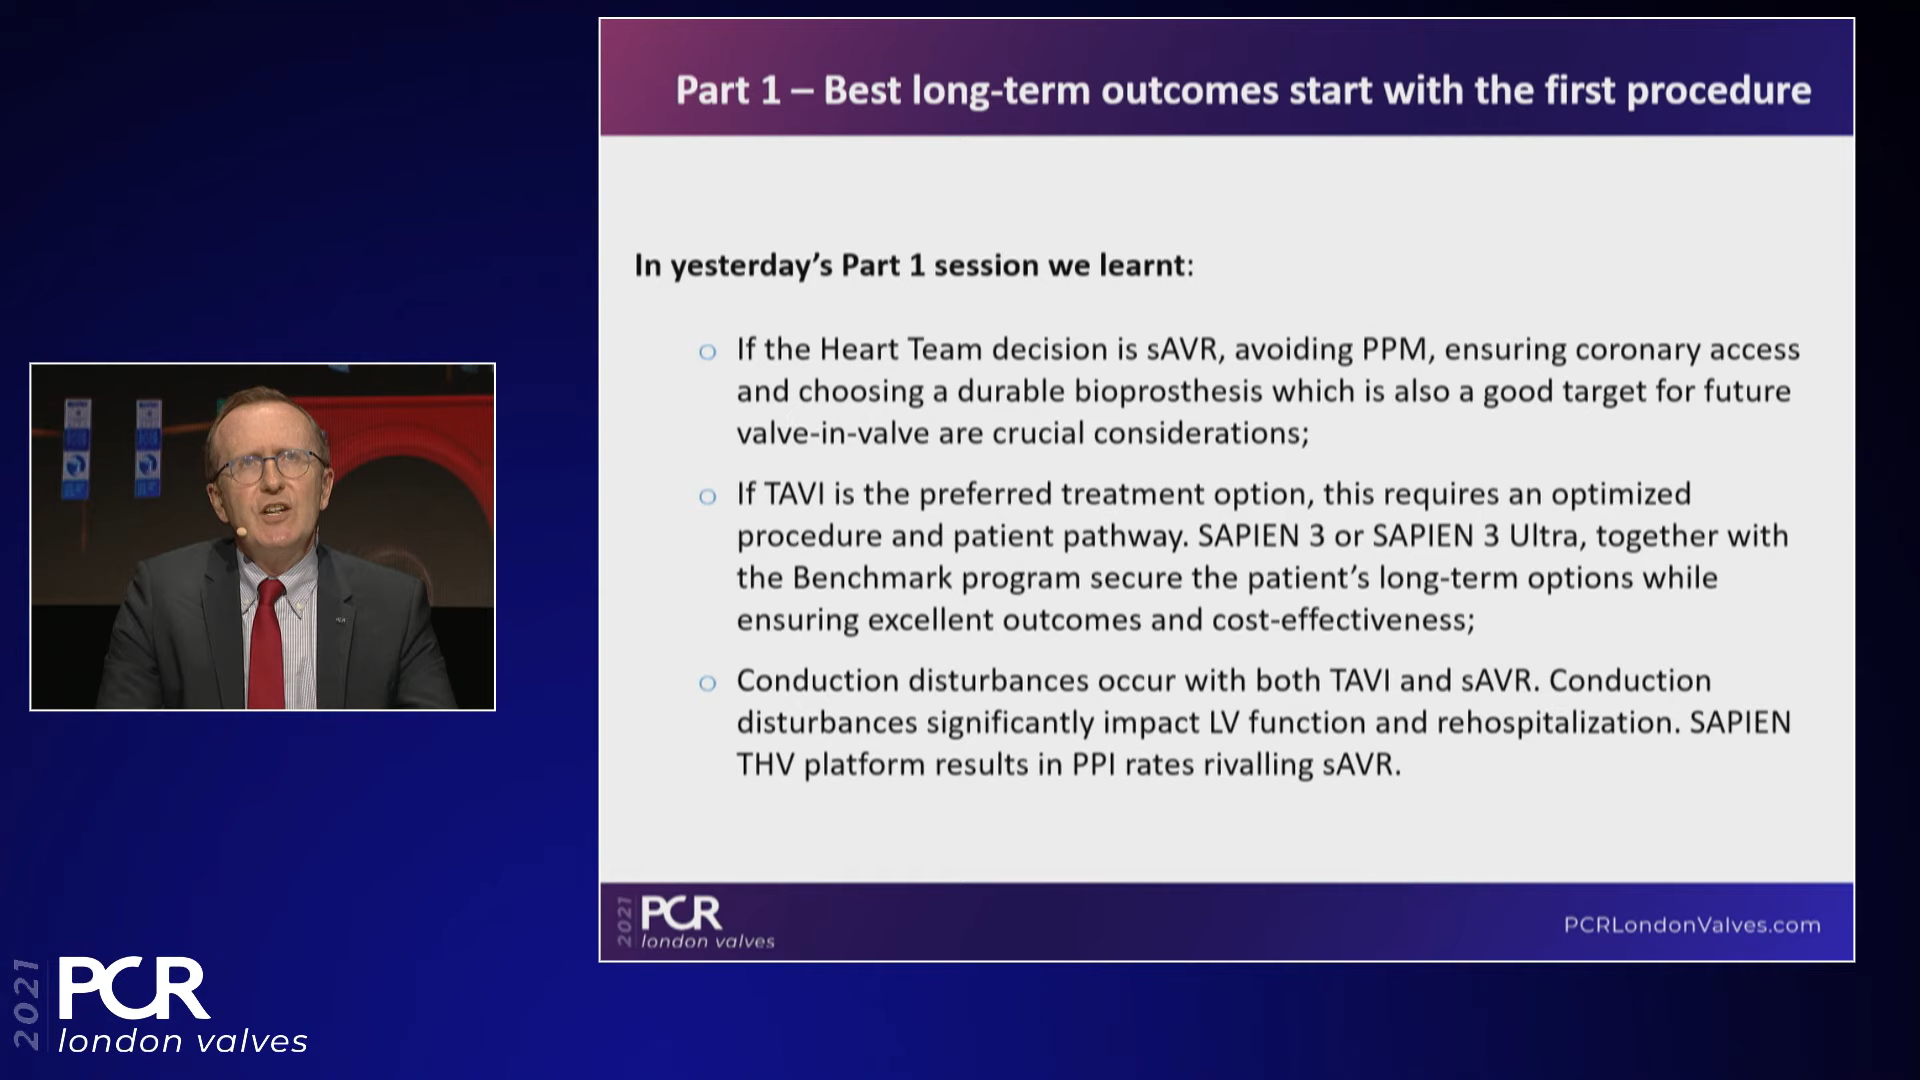 Part 1 – Best long-term outcomes start with the first procedure
In yesterday’s Part 1 session we learnt:
If the Heart Team decision is sAVR, avoiding PPM, ensuring coronary access
and choosing a durable bioprosthesis which is also a good target for future
valve-in-valve are crucial considerations;
If TAVI is the preferred treatment option, this requires an optimized
procedure and patient pathway. SAPIEN 3 or SAPIEN 3 Ultra, together with
the Benchmark program secure the patient’s long-term options while
ensuring excellent outcomes and cost-effectiveness;
Conduction disturbances occur with both TAVI and sAVR. Conduction
disturbances significantly impact LV function and rehospitalization. SAPIEN
THV platform results in PPI rates rivalling sAVR.
2021 PCR
london valves
PCRLondonValves.com
2021 PCR
london valves